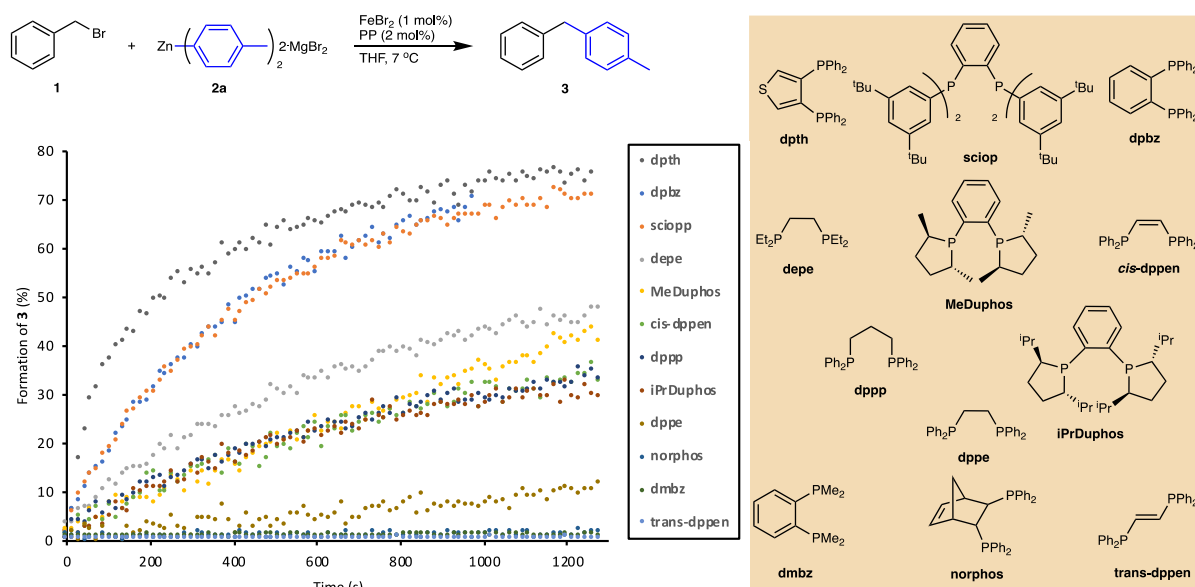 Br
1
+
Zn
2
2·MgBr2
2a
FeBr2 (1 mol%)
PP (2 mol%)
THF, 7 °C
3
Formation of 3 (%)
80
70
60
50
40
30
20
10
0
0 200 400 600 800 1000 1200
Time (s)
dpth
dpbz
sciopp
depe
MeDuphos
cis-dppen
dppp
iPrDuphos
dppe
norphos
dmbz
trans-dppen
S
PPh2
PPh2
dpth
tBu
tBu
P
2
P
2
tBu
tBu
sciop
PPh2
PPh2
dpbz
Et2P
PEt2
depe
P
P
MeDuphos
Ph2P
PPh2
cis-dppen
Ph2P
PPh2
dppp
iPr
iPr
P
P
iPr
iPr
iPrDuphos
Ph2P
PPh2
dppe
PMe2
PMe2
dmbz
PPh2
PPh2
norphos
PPh2
Ph2P
trans-dppen